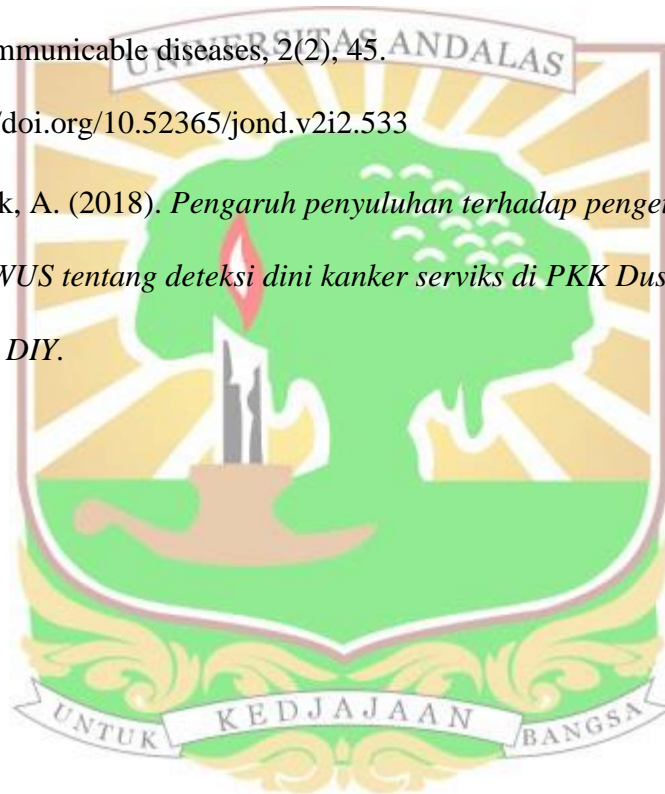 mmunicable diseases, 2(2), 45.
UNIVERSITAS ANDALAS
/doi.org/10.52365/jond.v2i2.533
k, A. (2018). Pengaruh penyuluhan terhadap penge
WUS tentang deteksi dini kanker serviks di PKK Dus
DIY.
UNTUK KEDJAJAAN BANGSA